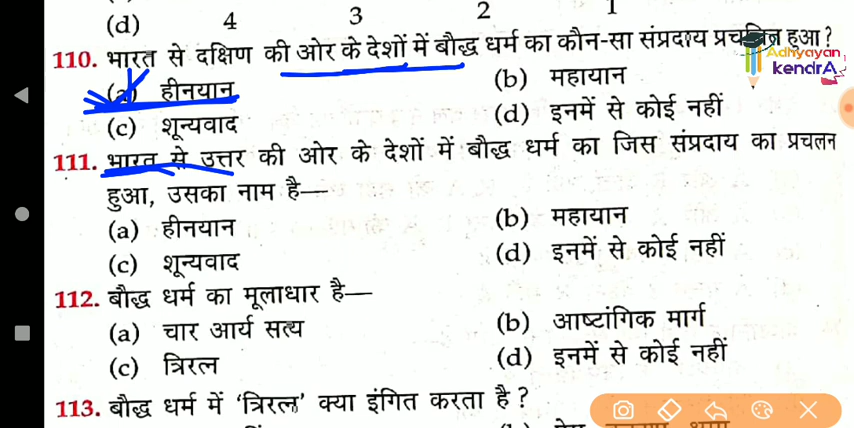 (d) 4 3 2 1
110. भारत से दक्षिण की ओर के देशों में बौद्ध धर्म का कौन-सा संप्रदाय प्रचलित हुआ?
Adhyayan
kendrA
(a) हीनयान (b) महायान
(c) शून्यवाद (d) इनमें से कोई नहीं
111. भारत से उत्तर की ओर के देशों में बौद्ध धर्म का जिस संप्रदाय का प्रचलन
हुआ, उसका नाम है—
(a) हीनयान (b) महायान
(c) शून्यवाद (d) इनमें से कोई नहीं
112. बौद्ध धर्म का मूलाधार है—
(a) चार आर्य सत्य (b) आष्टांगिक मार्ग
(c) त्रिरत्न (d) इनमें से कोई नहीं
113. बौद्ध धर्म में ‘त्रिरत्न’ क्या इंगित करता है ?